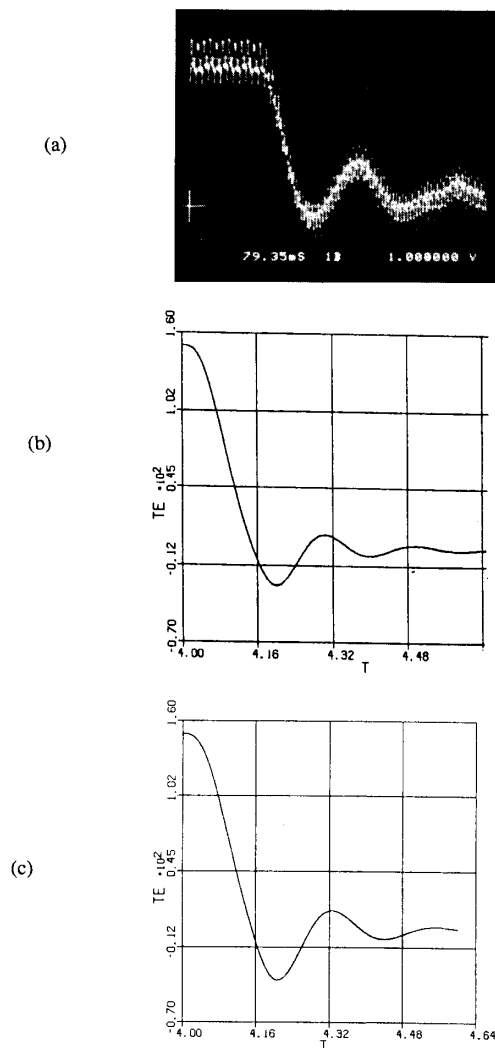 (a)
79.35mS 1B 1.000000 V
(b)
TE *10²
1.60
1.02
0.45
-0.12
-0.70
4.00 4.16 4.32 4.48
T
(c)
TE *10²
1.60
1.02
0.45
-0.12
-0.70
4.00 4.16 4.32 4.48 4.64
T